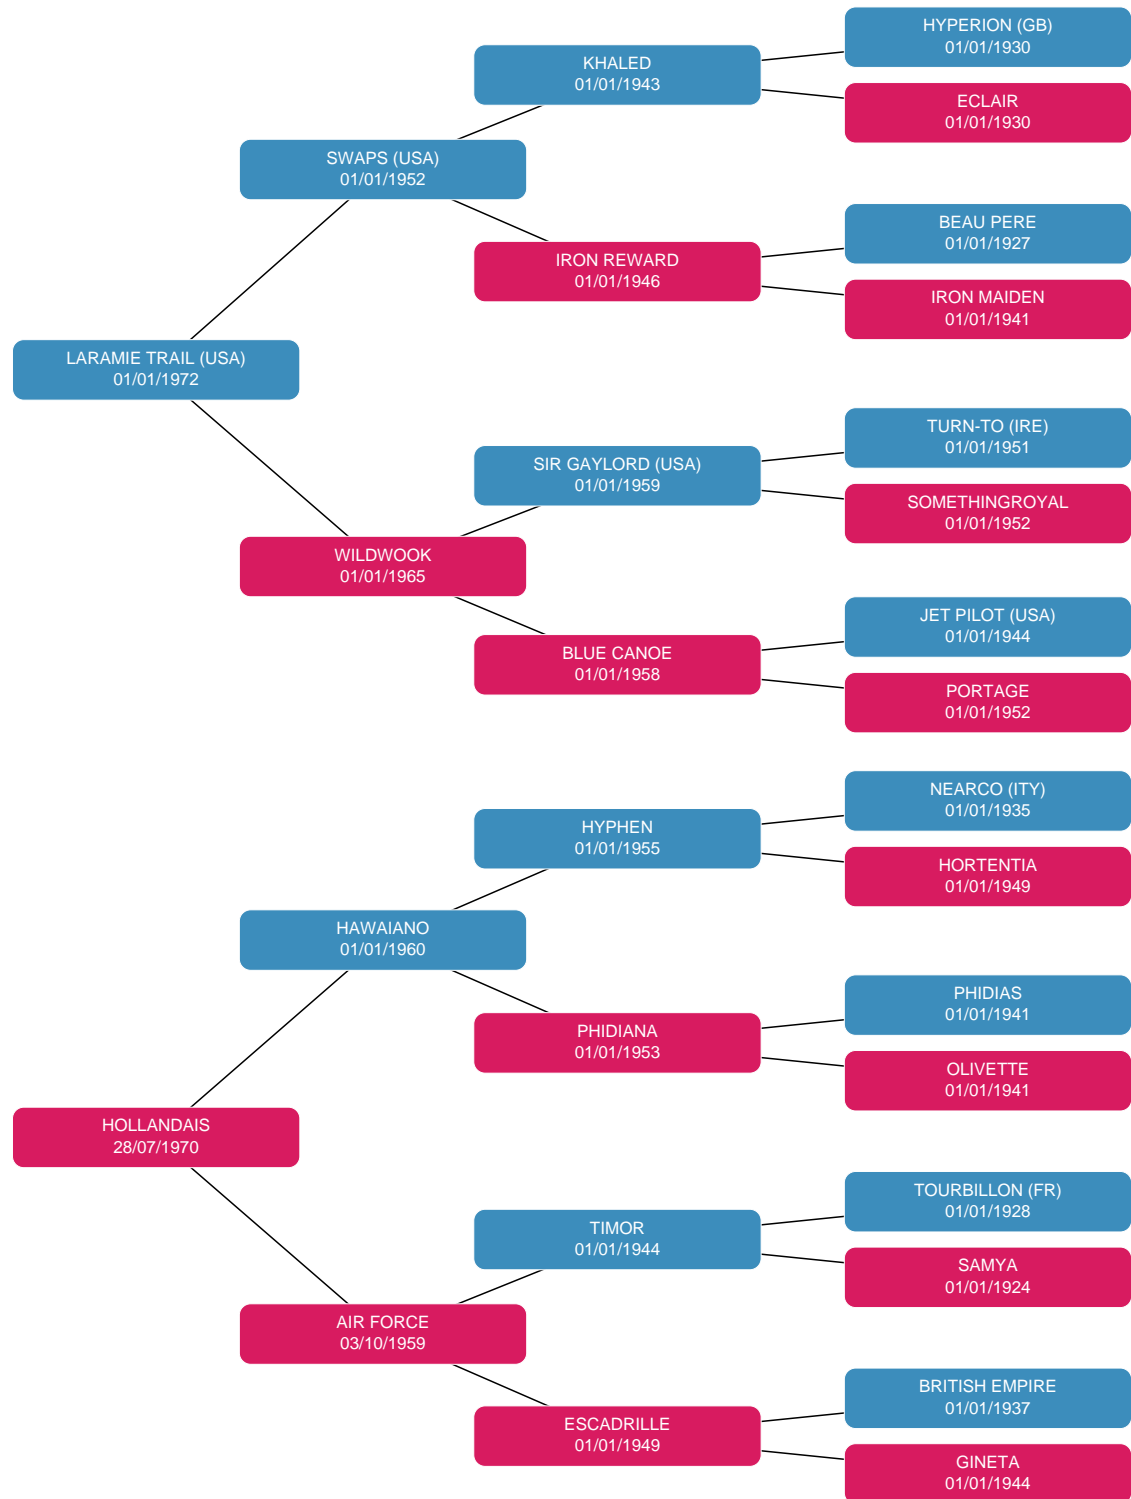 HYPERION (GB)
01/01/1930
KHALED
01/01/1943
ECLAIR
01/01/1930
SWAPS (USA)
01/01/1952
BEAU PERE
01/01/1927
IRON REWARD
01/01/1946
IRON MAIDEN
01/01/1941
LARAMIE TRAIL (USA)
01/01/1972
TURN-TO (IRE)
01/01/1951
SIR GAYLORD (USA)
01/01/1959
SOMETHINGROYAL
01/01/1952
WILDWOOK
01/01/1965
JET PILOT (USA)
01/01/1944
BLUE CANOE
01/01/1958
PORTAGE
01/01/1952
NEARCO (ITY)
01/01/1935
HYPHEN
01/01/1955
HORTENTIA
01/01/1949
HAWAIANO
01/01/1960
PHIDIAS
01/01/1941
PHIDIANA
01/01/1953
OLIVETTE
01/01/1941
HOLLANDAIS
28/07/1970
TOURBILLON (FR)
01/01/1928
TIMOR
01/01/1944
SAMYA
01/01/1924
AIR FORCE
03/10/1959
BRITISH EMPIRE
01/01/1937
ESCADRILLE
01/01/1949
GINETA
01/01/1944